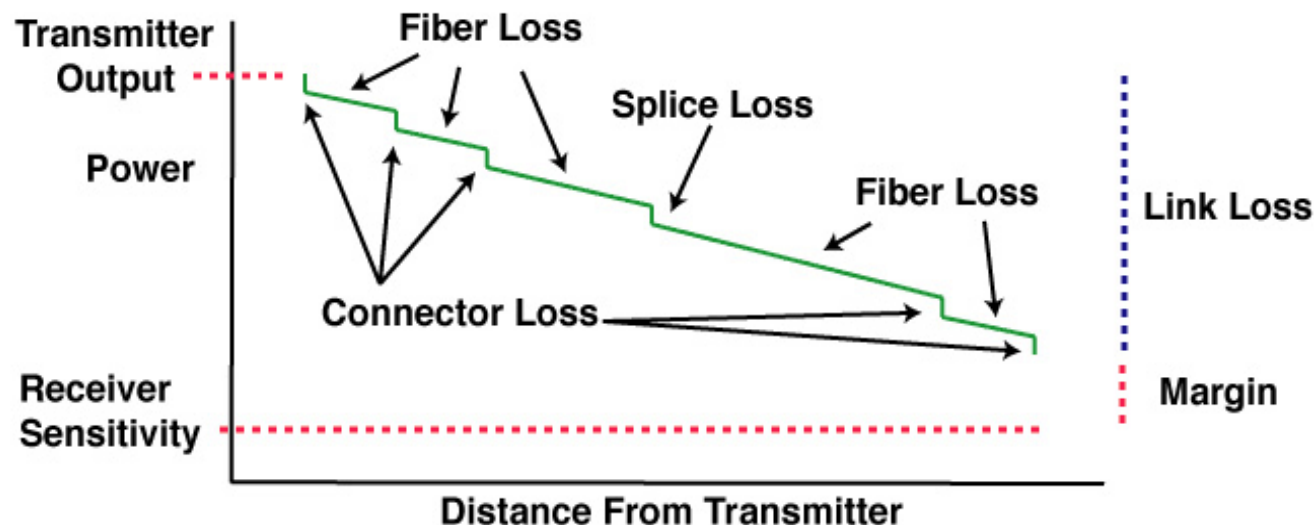 Transmitter
Output
Fiber Loss
Splice Loss
Power
Fiber Loss
Link Loss
Connector Loss
Receiver
Sensitivity
Margin
Distance From Transmitter